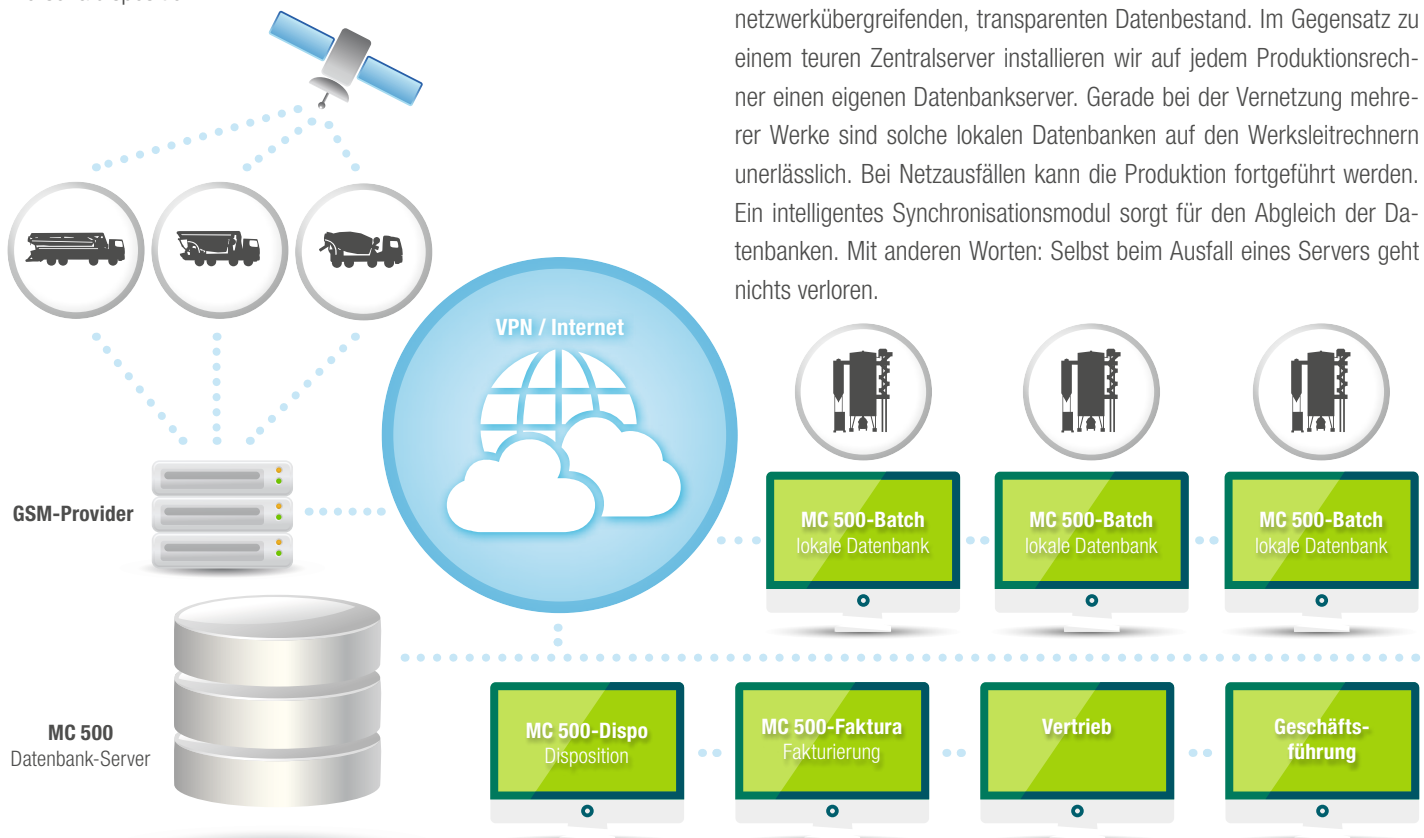 netzwerkübergreifenden, transparenten Datenbestand. Im Gegensatz zu
einem teuren Zentralserver installieren wir auf jedem Produktionsrech-
ner einen eigenen Datenbankserver. Gerade bei der Vernetzung mehre-
rer Werke sind solche lokalen Datenbanken auf den Werksleitrechnern
unerlässlich. Bei Netzausfällen kann die Produktion fortgeführt werden.
Ein intelligentes Synchronisationsmodul sorgt für den Abgleich der Da-
tenbanken. Mit anderen Worten: Selbst beim Ausfall eines Servers geht
nichts verloren.
VPN / Internet
GSM-Provider
MC 500-Batch
lokale Datenbank
MC 500-Batch
lokale Datenbank
MC 500-Batch
lokale Datenbank
MC 500
Datenbank-Server
MC 500-Dispo
Disposition
MC 500-Faktura
Fakturierung
Vertrieb
Geschäfts-
führung